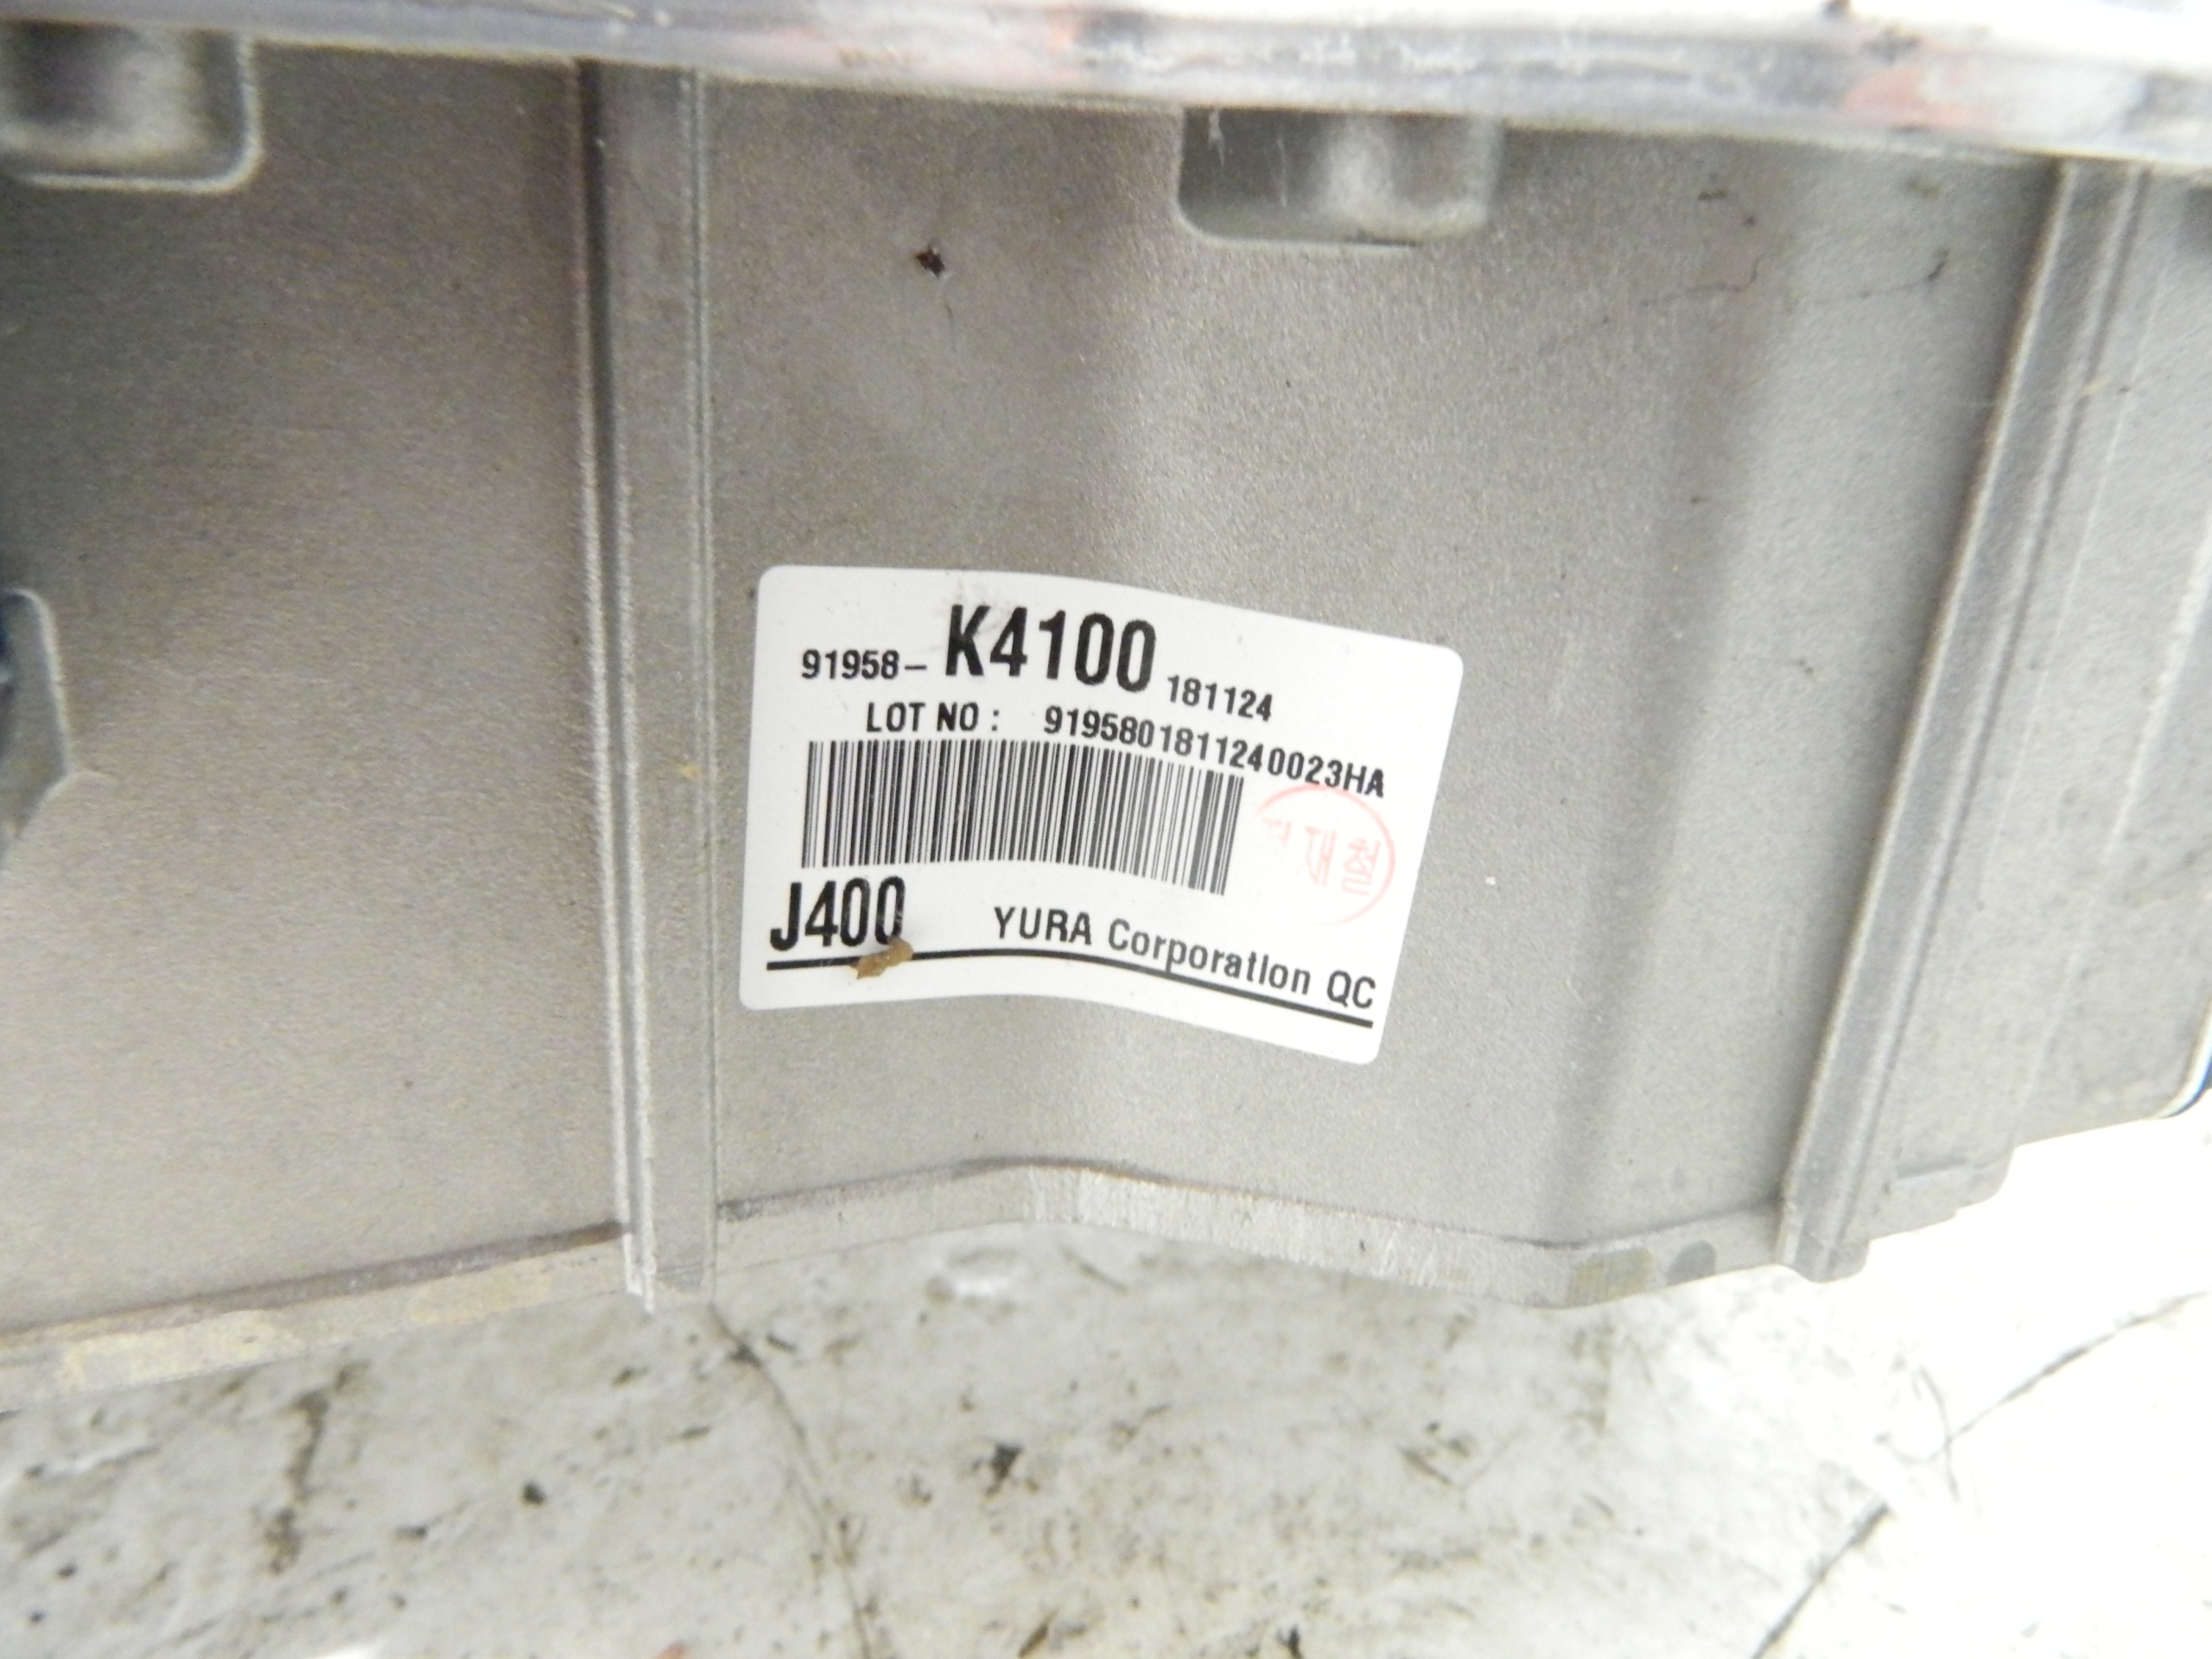 91958- K4100 181124
LOT NO : 919580181124 0023HA
J400 YURA Corporation QC